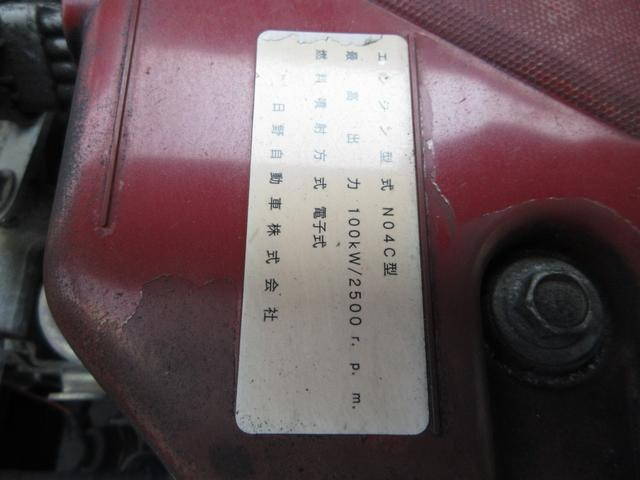 エンジン型式 N04C型
最高出力 100kW/2500r.p.m.
燃料噴射方式 電子式
日野自動車株式会社